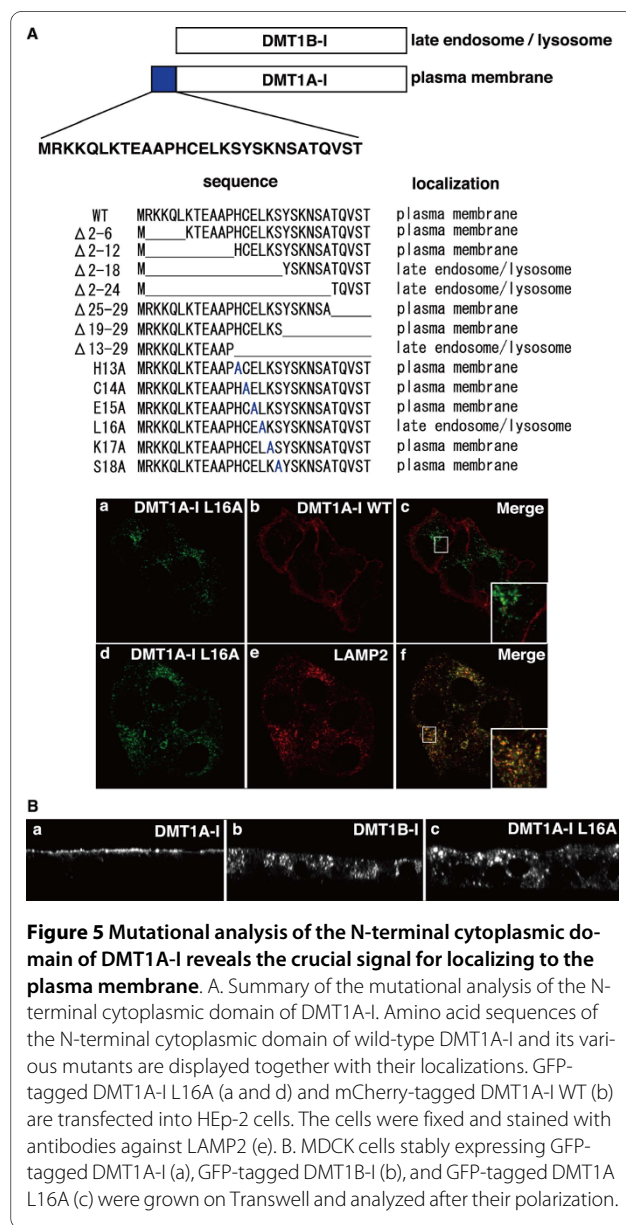 A
DMT1B-I late endosome / lysosome
DMT1A-I plasma membrane
MRKKQLKTEAAPHCELKSYSKNSATQVST
sequence localization
WT MRKKQLKTEAAPHCELKSYSKNSATQVST plasma membrane
Δ2-6 M_____KTEAAPHCELKSYSKNSATQVST plasma membrane
Δ2-12 M___________HCELKSYSKNSATQVST plasma membrane
Δ2-18 M_________________YSKNSATQVST late endosome/lysosome
Δ2-24 M_______________________TQVST late endosome/lysosome
Δ25-29 MRKKQLKTEAAPHCELKSYSKNSA_____ plasma membrane
Δ19-29 MRKKQLKTEAAPHCELKS___________ plasma membrane
Δ13-29 MRKKQLKTEAAP_________________ late endosome/lysosome
H13A MRKKQLKTEAAPACELKSYSKNSATQVST plasma membrane
C14A MRKKQLKTEAAPHAELKSYSKNSATQVST plasma membrane
E15A MRKKQLKTEAAPHCALKSYSKNSATQVST plasma membrane
L16A MRKKQLKTEAAPHCEAKSYSKNSATQVST late endosome/lysosome
K17A MRKKQLKTEAAPHCELASYSKNSATQVST plasma membrane
S18A MRKKQLKTEAAPHCELKAYSKNSATQVST plasma membrane
a DMT1A-I L16A b DMT1A-I WT c Merge
d DMT1A-I L16A e LAMP2 f Merge
B
a DMT1A-I b DMT1B-I c DMT1A-I L16A
Figure 5 Mutational analysis of the N-terminal cytoplasmic do-
main of DMT1A-I reveals the crucial signal for localizing to the
plasma membrane. A. Summary of the mutational analysis of the N-
terminal cytoplasmic domain of DMT1A-I. Amino acid sequences of
the N-terminal cytoplasmic domain of wild-type DMT1A-I and its vari-
ous mutants are displayed together with their localizations. GFP-
tagged DMT1A-I L16A (a and d) and mCherry-tagged DMT1A-I WT (b)
are transfected into HEp-2 cells. The cells were fixed and stained with
antibodies against LAMP2 (e). B. MDCK cells stably expressing GFP-
tagged DMT1A-I (a), GFP-tagged DMT1B-I (b), and GFP-tagged DMT1A
L16A (c) were grown on Transwell and analyzed after their polarization.